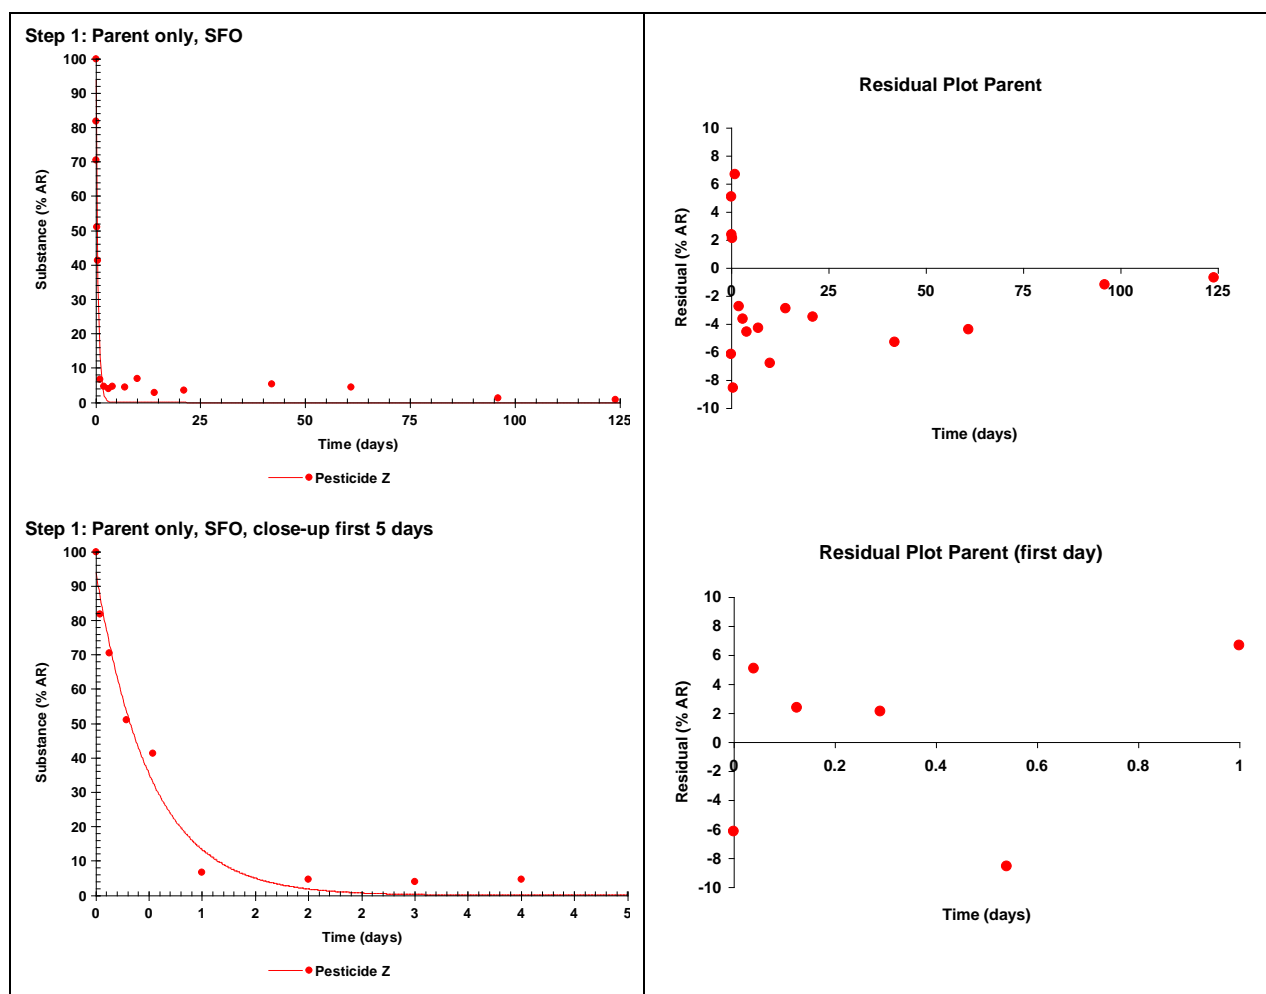 Step 1: Parent only, SFO
100
90
80
70
60
50
40
30
20
10
0
Substance (% AR)
0 25 50 75 100 125
Time (days)
Pesticide Z
Residual Plot Parent
10
8
6
4
2
0
-2
-4
-6
-8
-10
Residual (% AR)
0 25 50 75 100 125
Time (days)
Step 1: Parent only, SFO, close-up first 5 days
100
90
80
70
60
50
40
30
20
10
0
Substance (% AR)
0 0 1 2 2 2 3 4 4 4 5
Time (days)
Pesticide Z
Residual Plot Parent (first day)
10
8
6
4
2
0
-2
-4
-6
-8
-10
Residual (% AR)
0 0.2 0.4 0.6 0.8 1
Time (days)